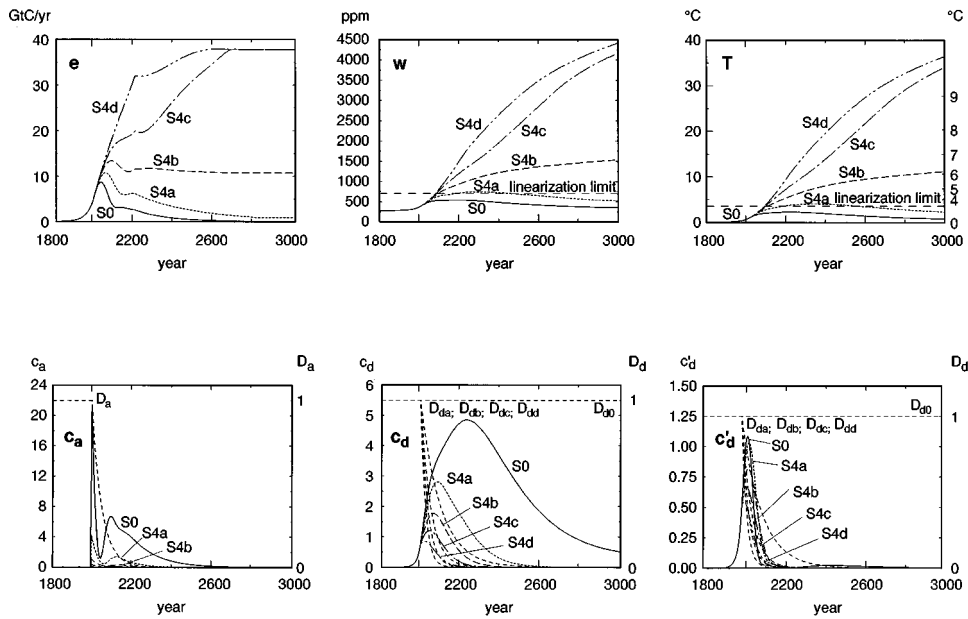 GtC/yr
40
30
20
10
0
e
S4d
S4c
S4b
S4a
S0
1800 2200 2600 3000
year
ppm
4500
4000
3500
3000
2500
2000
1500
1000
500
0
w
S4d
S4c
S4b
S4a linearization limit
S0
1800 2200 2600 3000
year
°C
°C
40
35
30
25
20
15
10
5
0
T
S4d
S4c
S4b
S4a linearization limit
S0
9
8
7
6
5
4
2
0
1800 2200 2600 3000
year
ca
Da
24
20
16
12
8
4
0
Da
ca
S0
S4a
S4b
1
0
1800 2200 2600 3000
year
cd
Dd
6
5
4
3
2
1
0
Dda; Ddb; Ddc; Ddd Dd0
cd
S0
S4a
S4b
S4c
S4d
1
0
1800 2200 2600 3000
year
c'd
Dd
1.50
1.25
1.00
0.75
0.50
0.25
0.00
Dd0
Dda; Ddb; Ddc; Ddd
c'd
S0
S4a
S4b
S4c
S4d
1
0
1800 2200 2600 3000
year